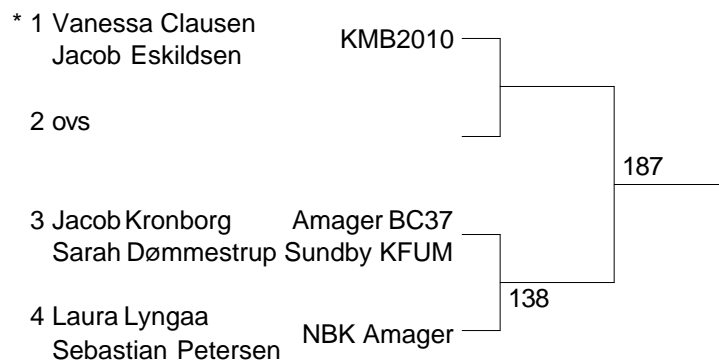 * 1 Vanessa Clausen
KMB2010
Jacob Eskildsen
2 ovs
187
3 Jacob Kronborg Amager BC37
Sarah Dømmestrup Sundby KFUM
138
4 Laura Lyngaa
NBK Amager
Sebastian Petersen